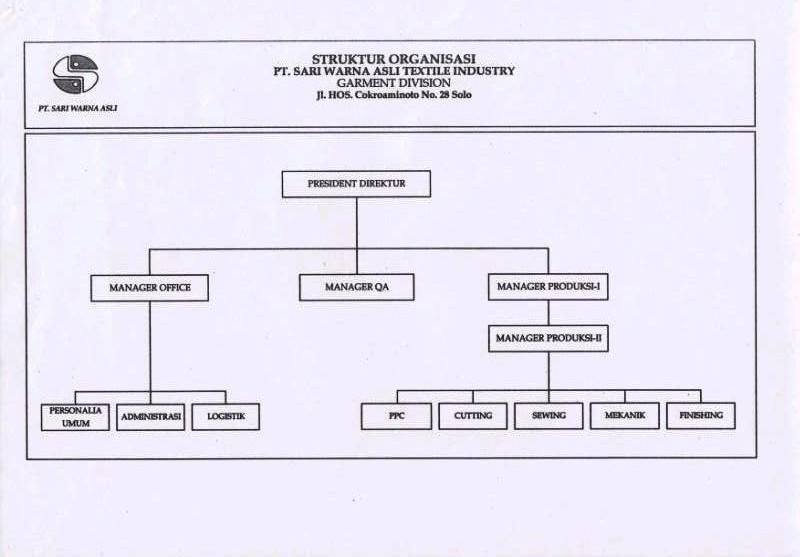 STRUKTUR ORGANISASI
PT. SARI WARNA ASLI TEXTILE INDUSTRY
GARMENT DIVISION
Jl. HOS. Cokroaminoto No. 28 Solo
PT. SARI WARNA ASLI
PRESIDENT DIREKTUR
MANAGER OFFICE
MANAGER QA
MANAGER PRODUKSI-I
MANAGER PRODUKSI-II
PERSONALIA
UMUM
ADMINISTRASI
LOGISTIK
PPC
CUTTING
SEWING
MEKANIK
FINISHING